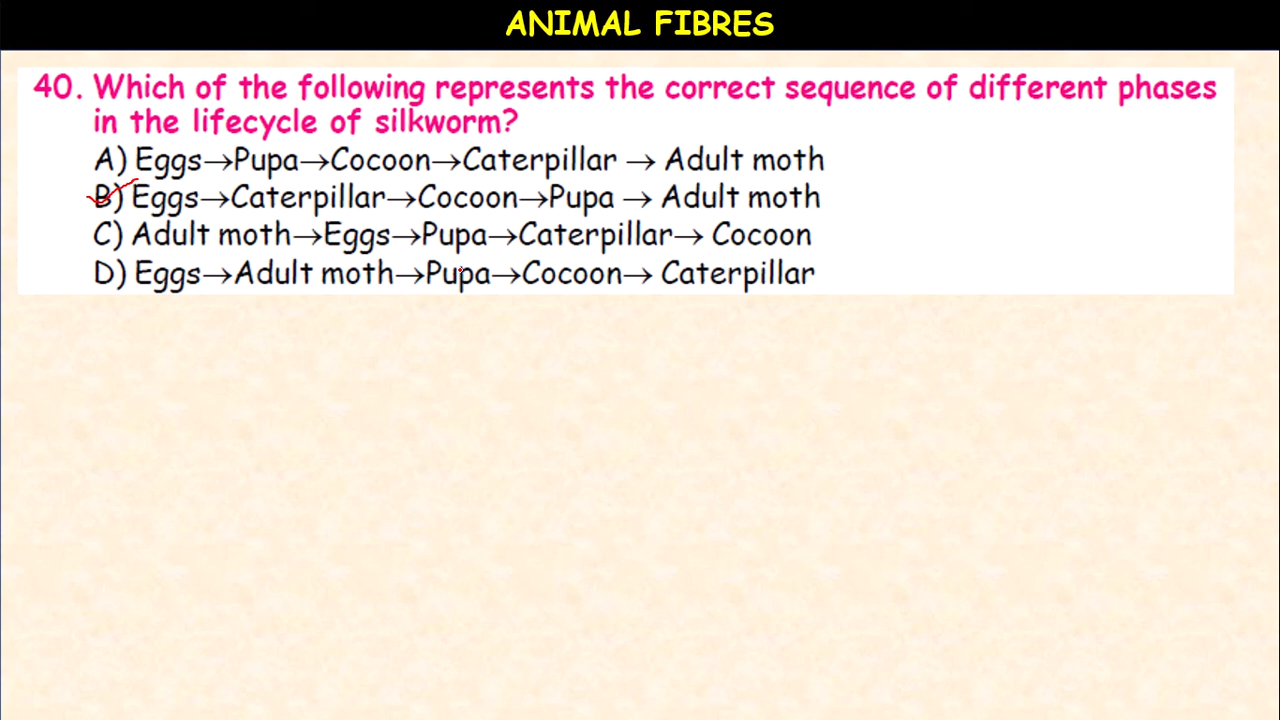 ANIMAL FIBRES
40. Which of the following represents the correct sequence of different phases
in the lifecycle of silkworm?
A) Eggs→Pupa→Cocoon→Caterpillar → Adult moth
B) Eggs→Caterpillar→Cocoon→Pupa → Adult moth
C) Adult moth→Eggs→Pupa→Caterpillar→ Cocoon
D) Eggs→Adult moth→Pupa→Cocoon→ Caterpillar